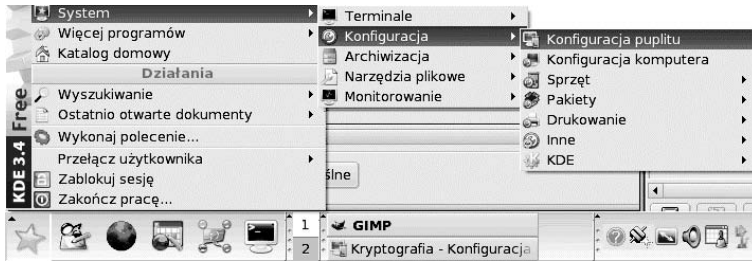 System
Więcej programów
Katalog domowy
Działania
Wyszukiwanie
Ostatnio otwarte dokumenty
Wykonaj polecenie...
Przełącz użytkownika
Zablokuj sesję
Zakończ pracę...
KDE 3.4 Free
Terminale
Konfiguracja
Archiwizacja
Narzędzia plikowe
Monitorowanie
Konfiguracja puplitu
Konfiguracja komputera
Sprzęt
Pakiety
Drukowanie
Inne
KDE
ślne
1
2
GIMP
Kryptografia - Konfiguracja